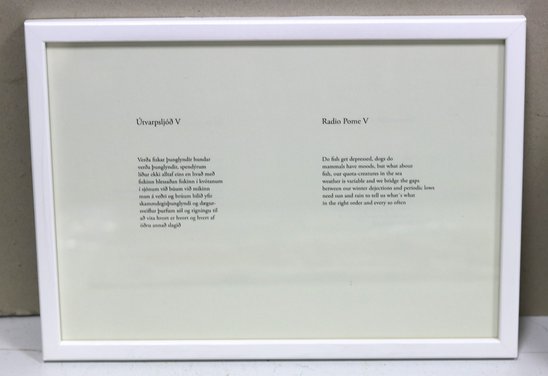 Útvarpsljóð V
Verða fiskar þunglyndir hundar
verða þunglyndir, spendýrum
líður ekki alltaf eins en hvað með
fiskinn blessaðan fiskinn í kvótanum
í sjónum við búum við mikinn
mun á veðri og brúum bilið yfir
skammdegisþunglyndi og dægur-
sveiflur þurfum sól og rigningu til
að vita hvort er hvort og hvert af
öðru annað slagið
Radio Pome V
Do fish get depressed, dogs do
mammals have moods, but what about
fish, our quota creatures in the sea
weather is variable and we bridge the gaps
between our winter dejections and periodic lows
need sun and rain to tell us what´s what
in the right order and every so often